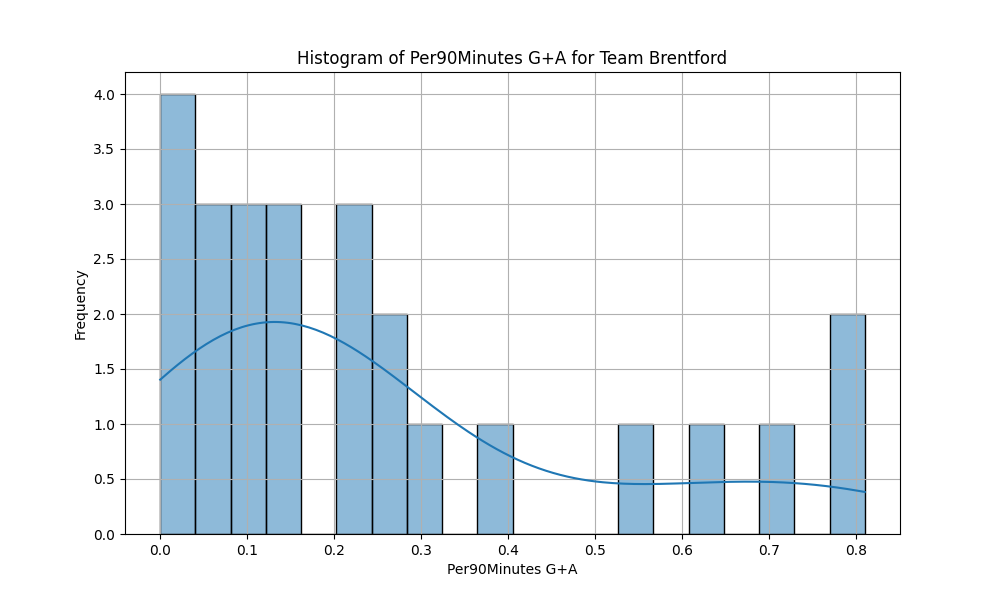 Histogram of Per90Minutes G+A for Team Brentford
4.0
3.5
3.0
2.5
2.0
1.5
1.0
0.5
0.0
Frequency
0.0 0.1 0.2 0.3 0.4 0.5 0.6 0.7 0.8
Per90Minutes G+A